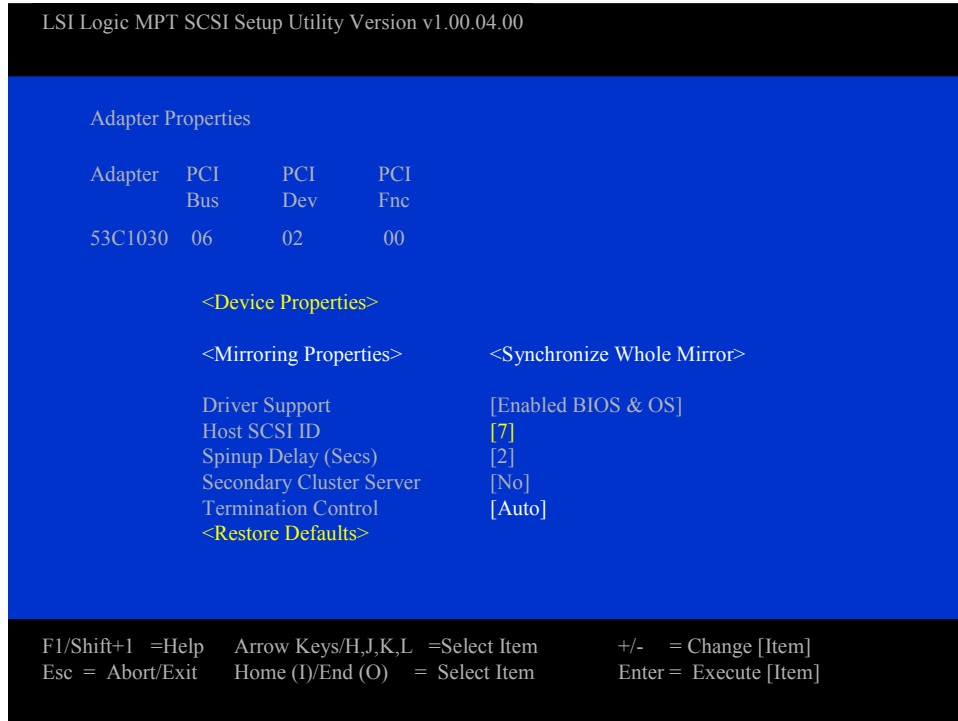 LSI Logic MPT SCSI Setup Utility Version v1.00.04.00
Adapter Properties
Adapter PCI PCI PCI
Bus Dev Fnc
53C1030 06 02 00
<Device Properties>
<Mirroring Properties> <Synchronize Whole Mirror>
Driver Support [Enabled BIOS & OS]
Host SCSI ID [7]
Spinup Delay (Secs) [2]
Secondary Cluster Server [No]
Termination Control [Auto]
<Restore Defaults>
F1/Shift+1 =Help Arrow Keys/H,J,K,L =Select Item +/- = Change [Item]
Esc = Abort/Exit Home (I)/End (O) = Select Item Enter = Execute [Item]